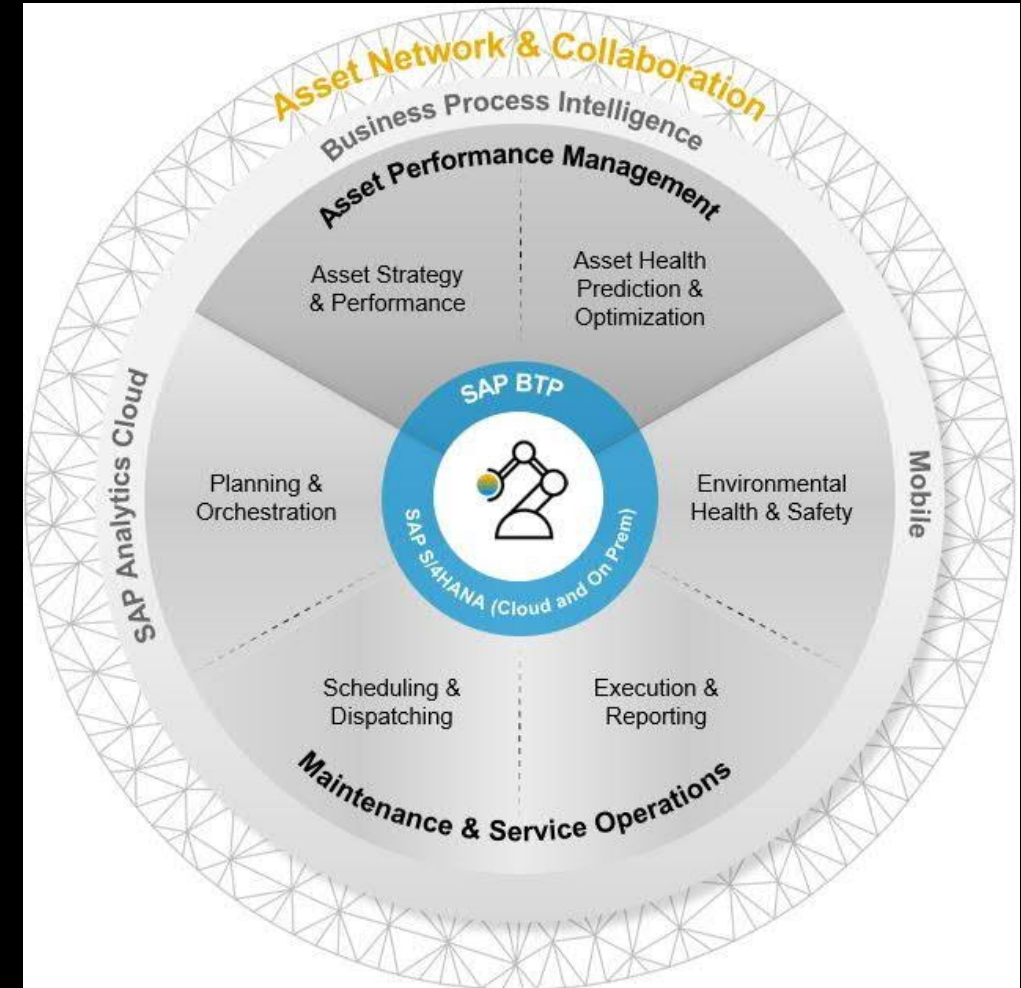 Asset Network & Collaboration
Business Process Intelligence
Asset Performance Management
Asset Strategy
& Performance
Asset Health
Prediction &
Optimization
SAP BTP
SAP Analytics Cloud
Planning &
Orchestration
Environmental
Health & Safety
Mobile
SAP S/4HANA (Cloud and On Prem)
Scheduling &
Dispatching
Execution &
Reporting
Maintenance & Service Operations